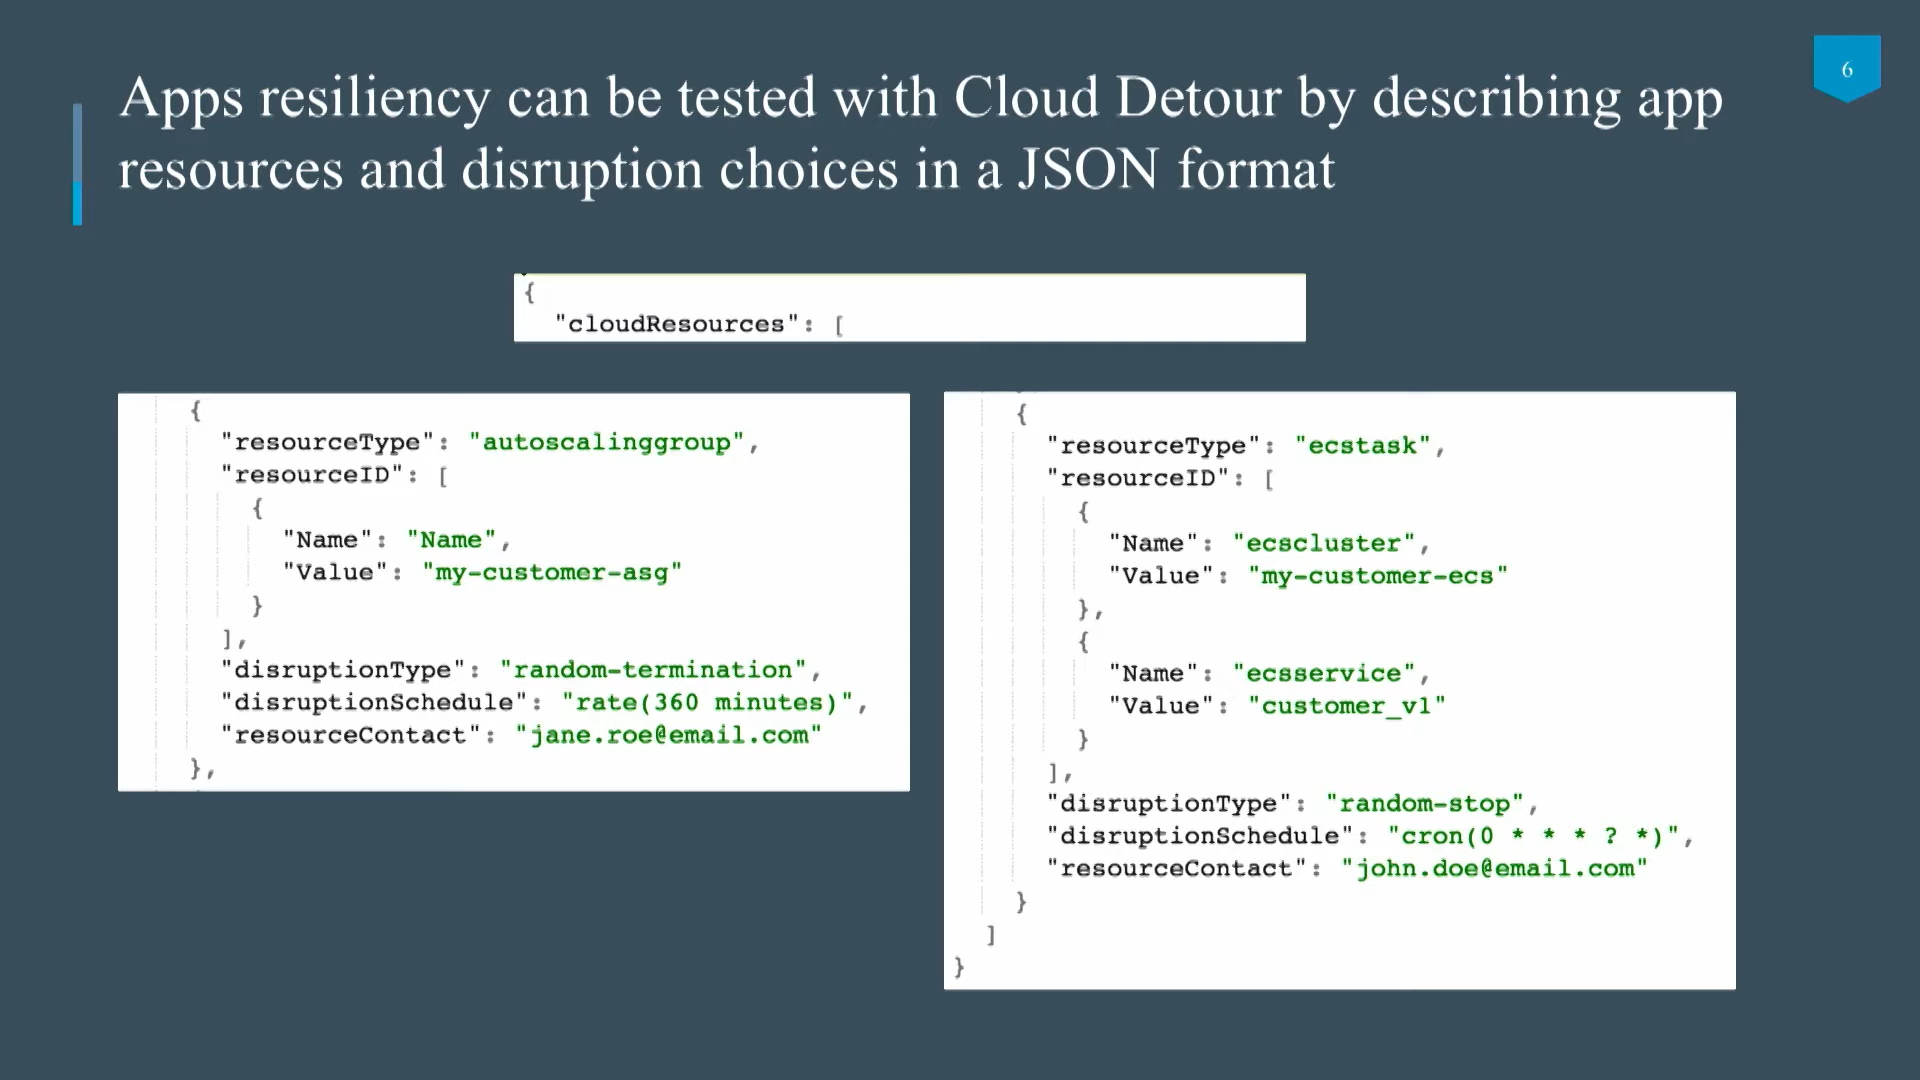 6
Apps resiliency can be tested with Cloud Detour by describing app
resources and disruption choices in a JSON format
{
"cloudResources": [
{
"resourceType": "autoscalinggroup",
"resourceID": [
{
"Name": "Name",
"Value": "my-customer-asg"
}
],
"disruptionType": "random-termination",
"disruptionSchedule": "rate(360 minutes)",
"resourceContact": "jane.roe@email.com"
},
{
"resourceType": "ecstask",
"resourceID": [
{
"Name": "ecscluster",
"Value": "my-customer-ecs"
},
{
"Name": "ecsservice",
"Value": "customer_v1"
}
],
"disruptionType": "random-stop",
"disruptionSchedule": "cron(0 * * * ? *)",
"resourceContact": "john.doe@email.com"
}
]
}